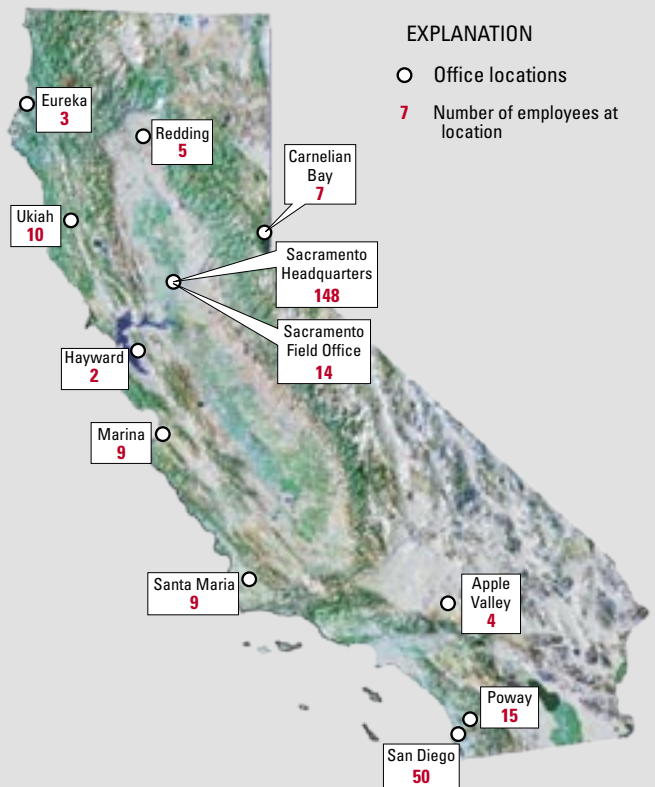 EXPLANATION
Office locations
7 Number of employees at
location
Eureka
3
Redding
5
Carnelian
Bay
7
Ukiah
10
Sacramento
Headquarters
148
Sacramento
Field Office
14
Hayward
2
Marina
9
Santa Maria
9
Apple
Valley
4
Poway
15
San Diego
50